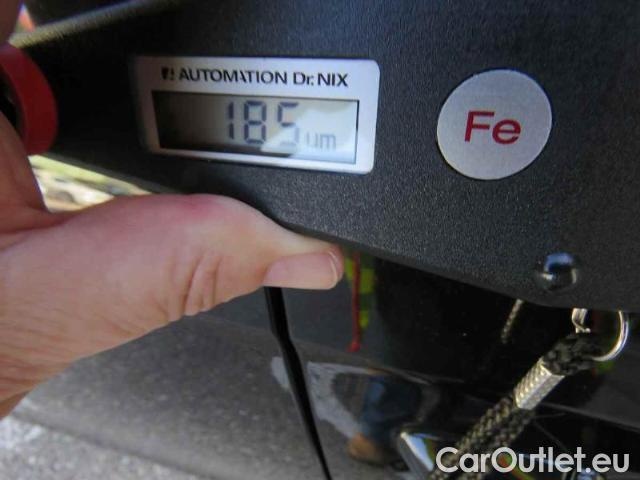 AUTOMATION Dr. NIX
185 um
Fe
CarOutlet.eu